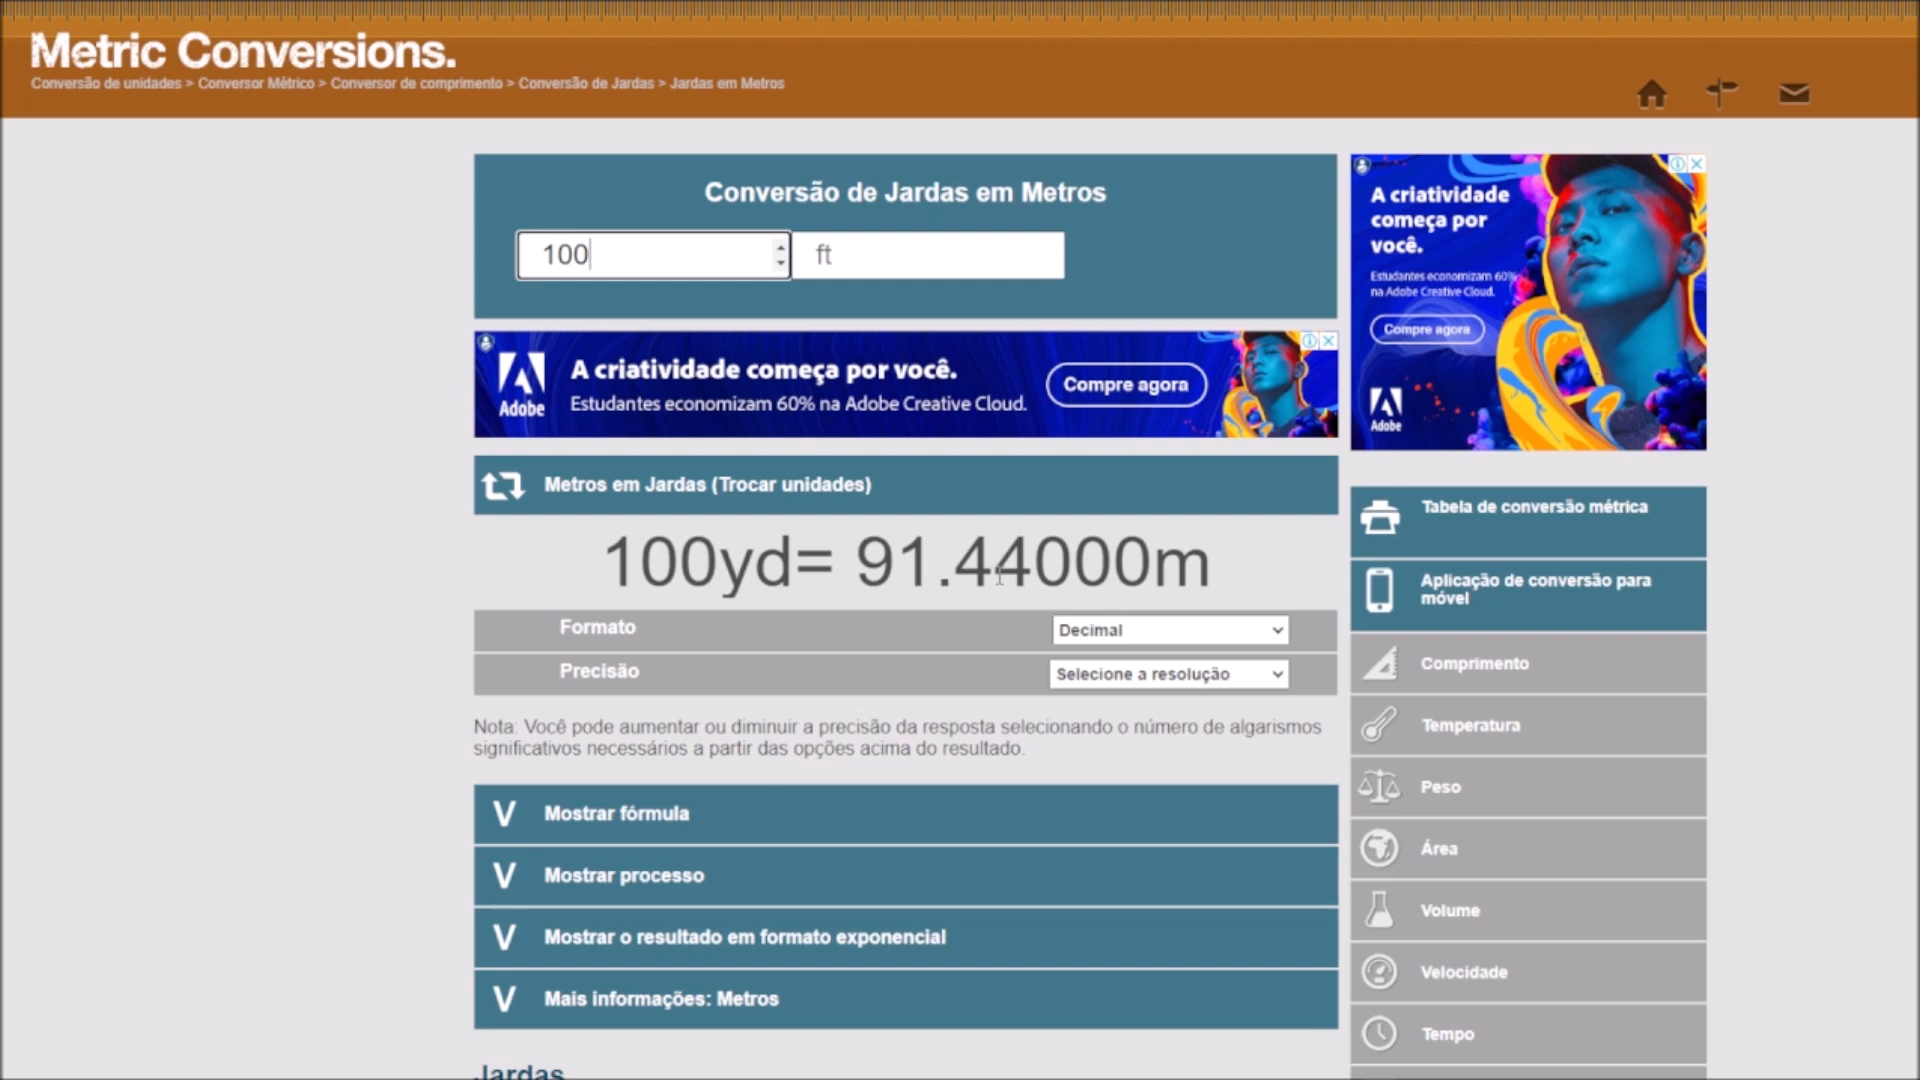 Metric Conversions.
Conversão de unidades > Conversor Métrico > Conversor de comprimento > Conversão de Jardas > Jardas em Metros
Conversão de Jardas em Metros
100
ft
A criatividade começa por você.
Estudantes economizam 60% na Adobe Creative Cloud.
Compre agora
Adobe
Metros em Jardas (Trocar unidades)
100yd= 91.44000m
Formato
Decimal
Precisão
Selecione a resolução
Nota: Você pode aumentar ou diminuir a precisão da resposta selecionando o número de algarismos
significativos necessários a partir das opções acima do resultado.
V Mostrar fórmula
V Mostrar processo
V Mostrar o resultado em formato exponencial
V Mais informações: Metros
Jardas
A criatividade
começa por
você.
Estudantes economizam 60%
na Adobe Creative Cloud.
Compre agora
Adobe
Tabela de conversão métrica
Aplicação de conversão para
móvel
Comprimento
Temperatura
Peso
Área
Volume
Velocidade
Tempo